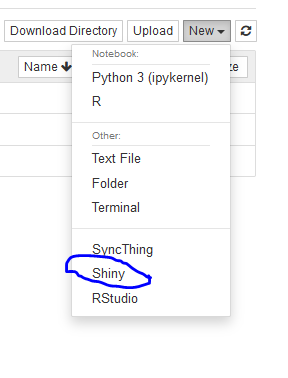 Download Directory Upload New
Name ze
Notebook:
Python 3 (ipykernel)
R
Other:
Text File
Folder
Terminal
SyncThing
Shiny
RStudio